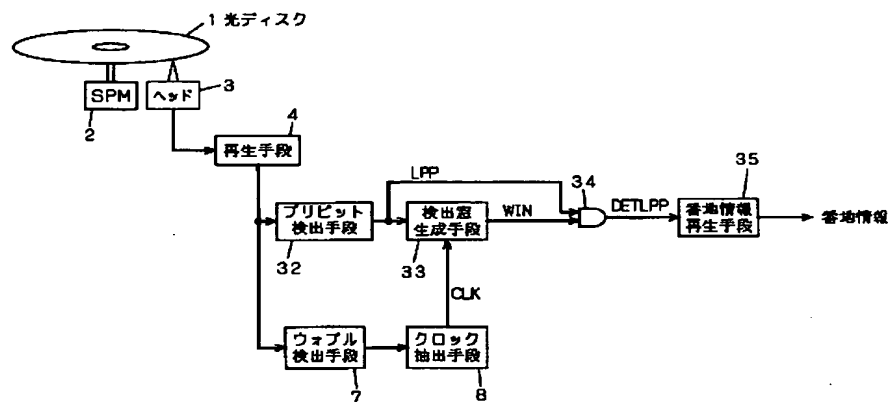 1 光ディスク
SPM
ヘッド
3
2
4
再生手段
LPP
34
35
プリピット
検出手段
32
検出窓
生成手段
33
WIN
DETLPP
番地情報
再生手段
番地情報
CLK
ウォブル
検出手段
7
クロック
抽出手段
8